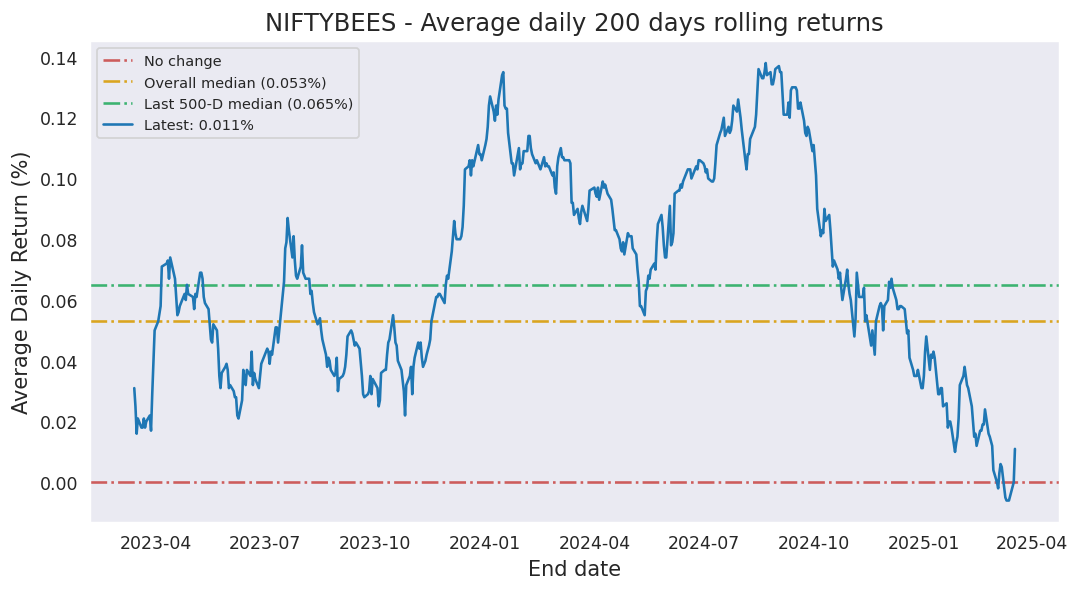 NIFTYBEES - Average daily 200 days rolling returns
No change
Overall median (0.053%)
Last 500-D median (0.065%)
Latest: 0.011%
Average Daily Return (%)
0.14
0.12
0.10
0.08
0.06
0.04
0.02
0.00
2023-04 2023-07 2023-10 2024-01 2024-04 2024-07 2024-10 2025-01 2025-04
End date